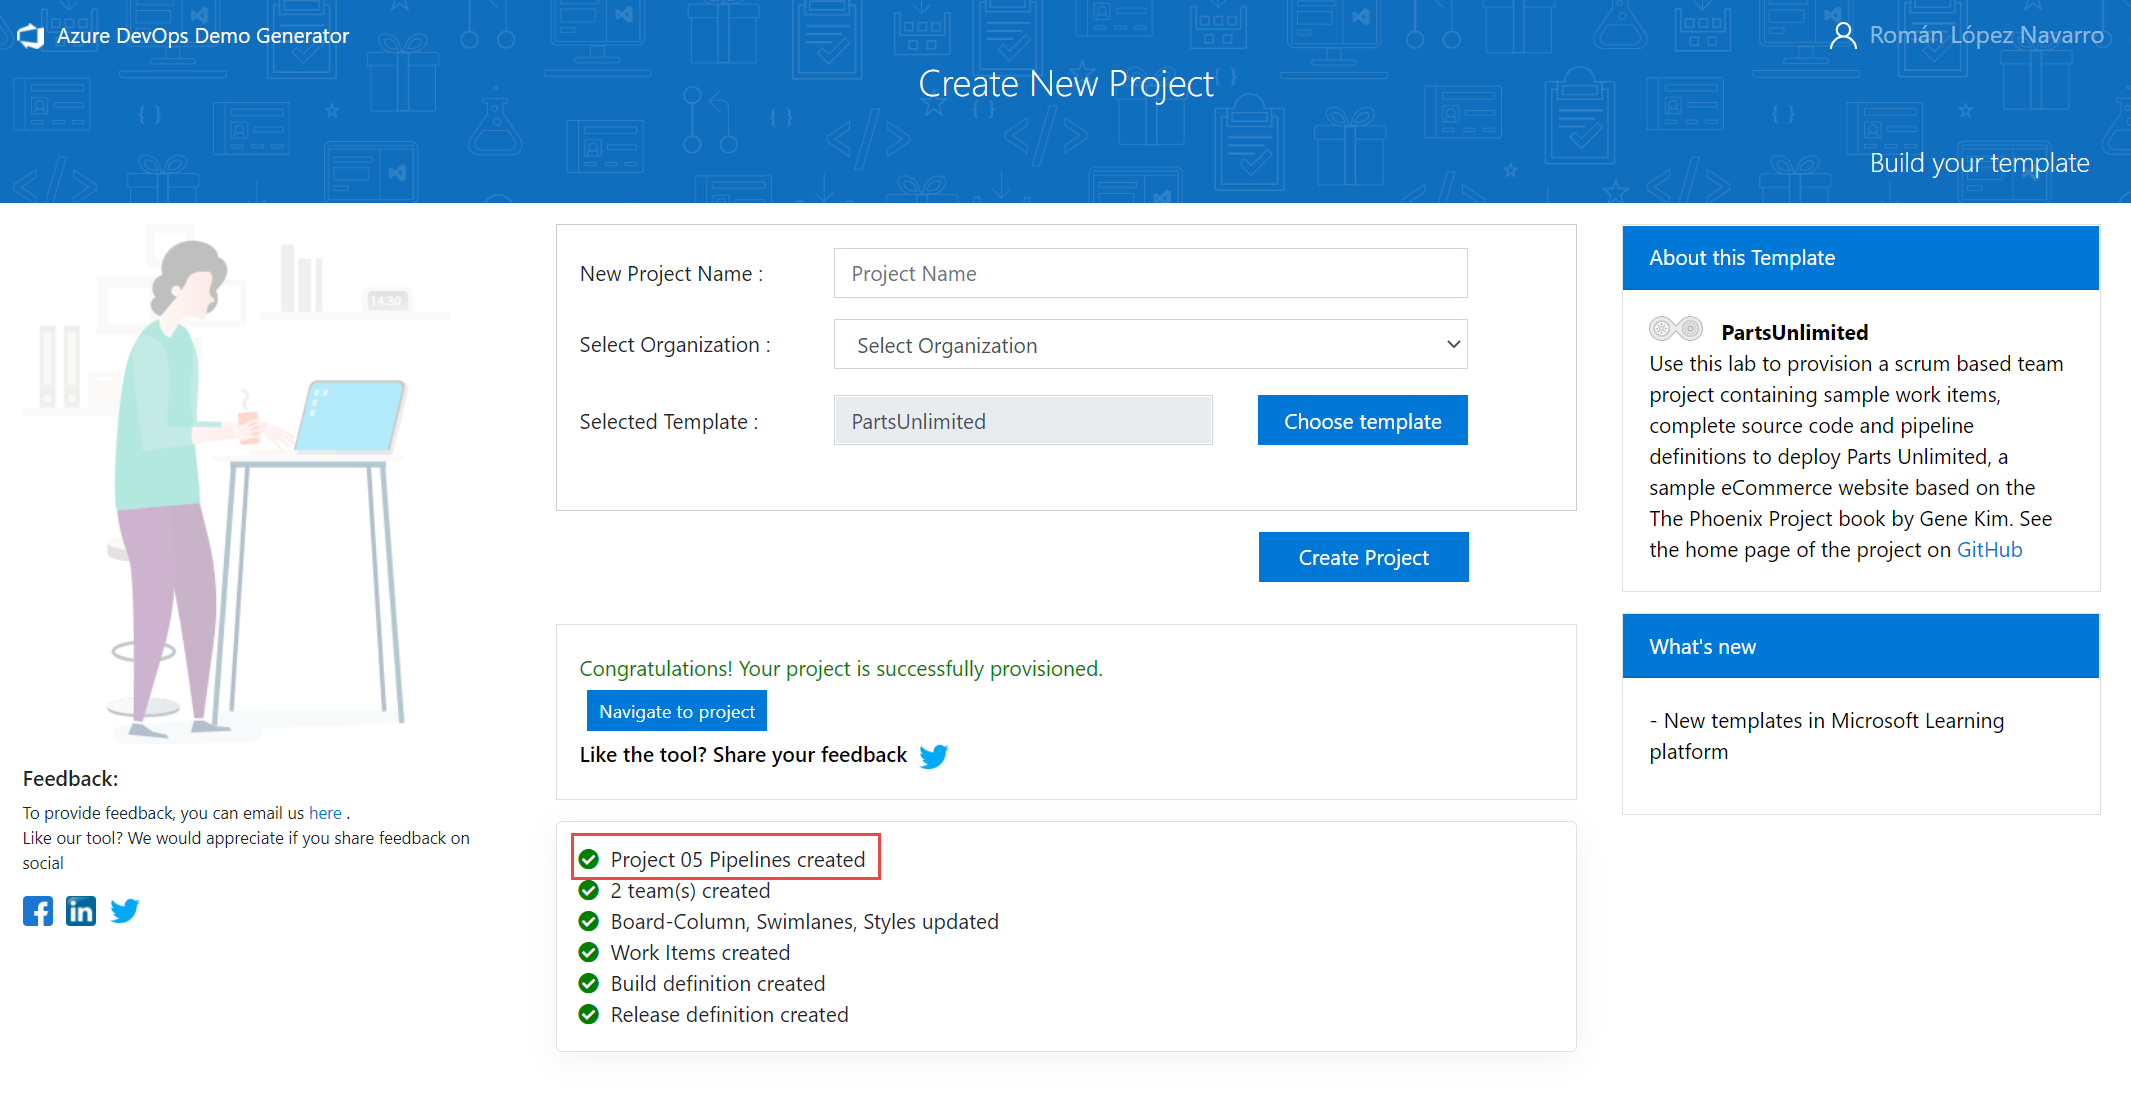 Azure DevOps Demo Generator
Román López Navarro
Create New Project
Build your template
14.30
New Project Name :
Project Name
Select Organization :
Select Organization
Selected Template :
PartsUnlimited
Choose template
Create Project
Congratulations! Your project is successfully provisioned.
Navigate to project
Like the tool? Share your feedback
Project 05 Pipelines created
2 team(s) created
Board-Column, Swimlanes, Styles updated
Work Items created
Build definition created
Release definition created
About this Template
PartsUnlimited
Use this lab to provision a scrum based team
project containing sample work items,
complete source code and pipeline
definitions to deploy Parts Unlimited, a
sample eCommerce website based on the
The Phoenix Project book by Gene Kim. See
the home page of the project on GitHub
What's new
- New templates in Microsoft Learning
platform
Feedback:
To provide feedback, you can email us here .
Like our tool? We would appreciate if you share feedback on
social